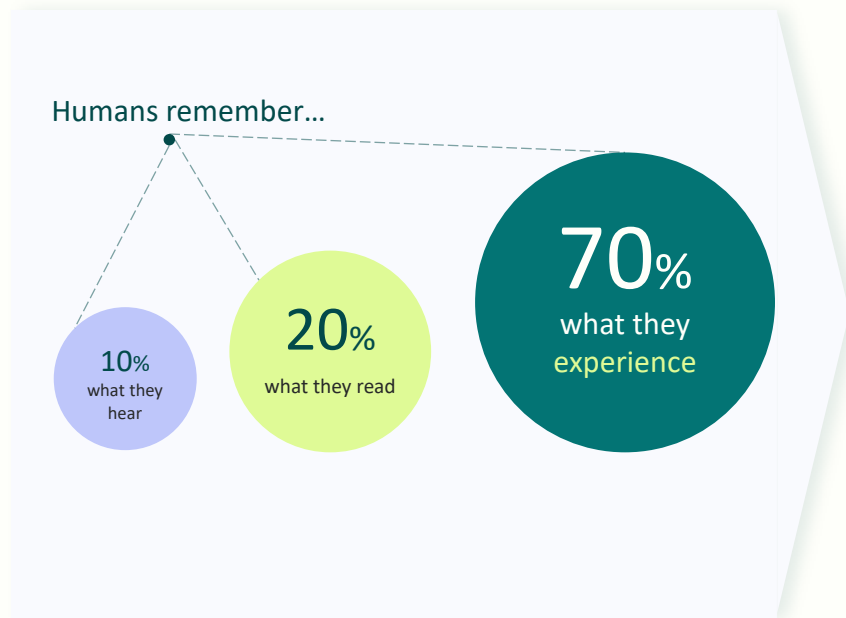 Humans remember…
10%
what they
hear
20%
what they read
70%
what they
experience